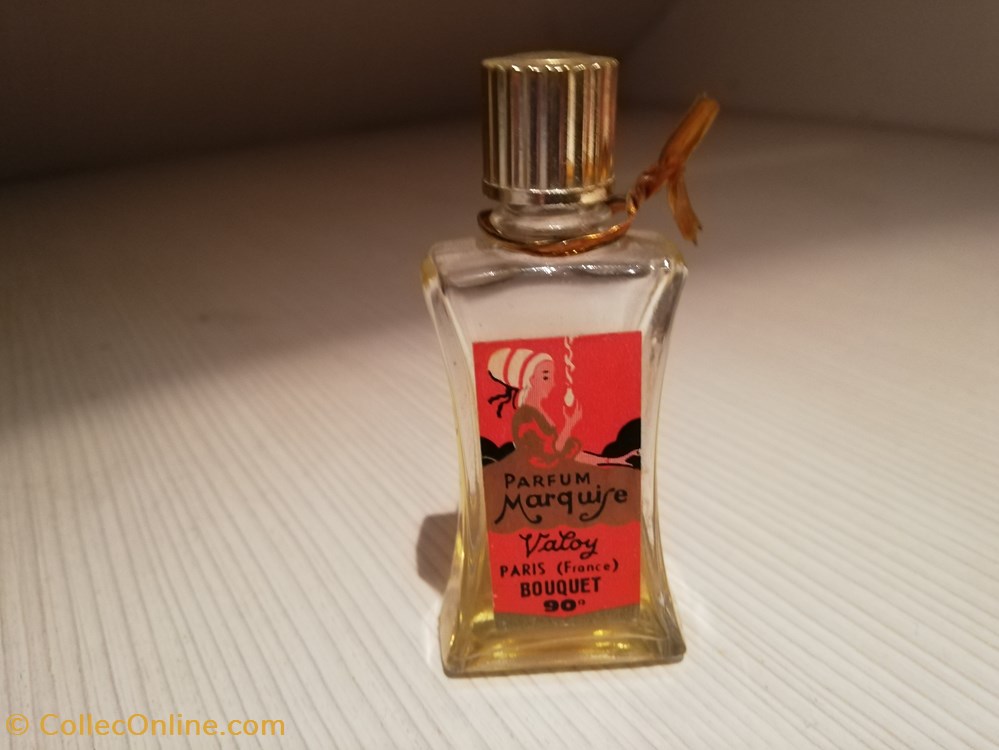 PARFUM
Marquise
Valoy
PARIS (France)
BOUQUET
90°
© CollecOnline.com